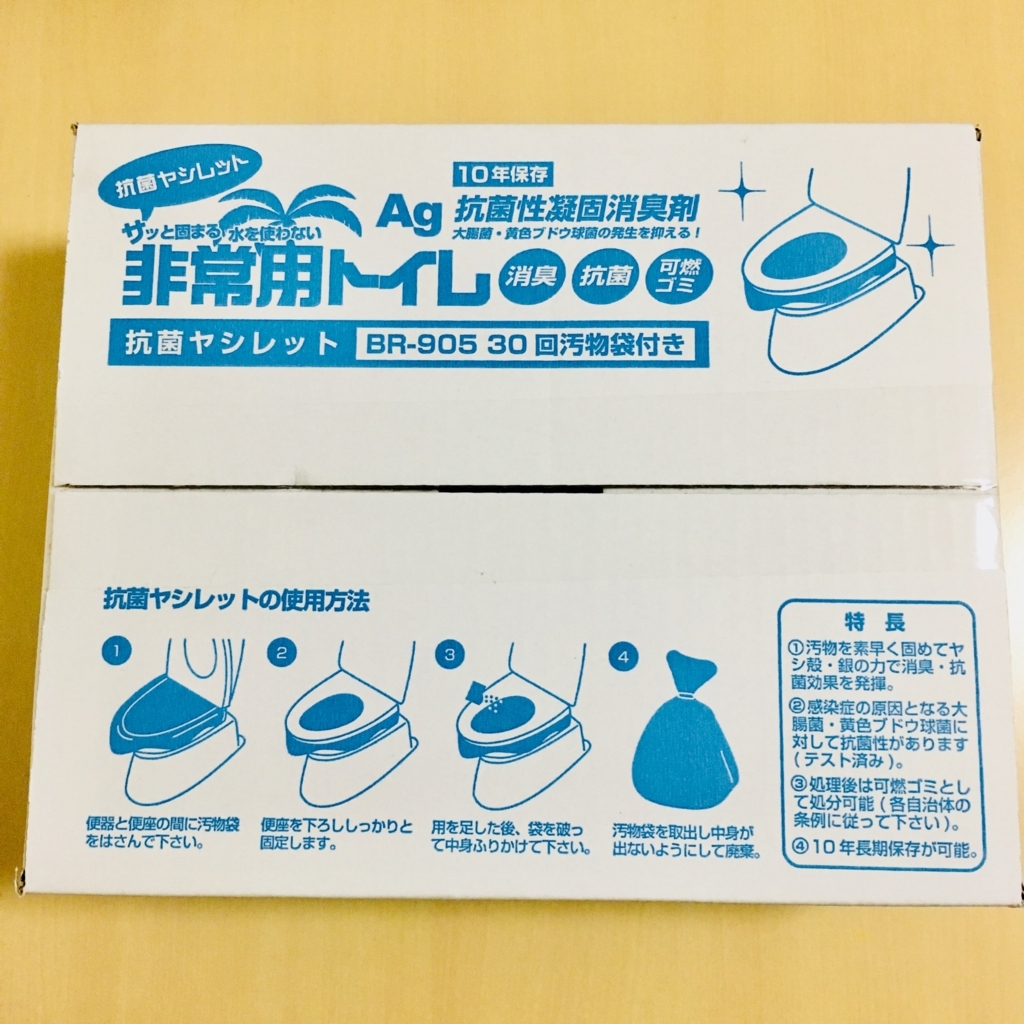 抗菌ヤシレット
サッと固まる 水を使わない
非常用トイレ
10年保存
Ag 抗菌性凝固消臭剤
大腸菌・黄色ブドウ球菌の発生を抑える！
消臭 抗菌 可燃
ゴミ
抗菌ヤシレット BR-905 30 回汚物袋付き
抗菌ヤシレットの使用方法
1
便器と便座の間に汚物袋
をはさんで下さい。
2
便座を下ろししっかりと
固定します。
3
用を足した後、袋を破っ
て中身ふりかけて下さい。
4
汚物袋を取出し中身が
出ないようにして廃棄。
特 長
①汚物を素早く固めてヤ
シ殻・銀の力で消臭・抗
菌効果を発揮。
②感染症の原因となる大
腸菌・黄色ブドウ球菌に
対して抗菌性があります
(テスト済み)。
③処理後は可燃ゴミとし
て処分可能(各自治体の
条例に従って下さい)。
④10年長期保存が可能。